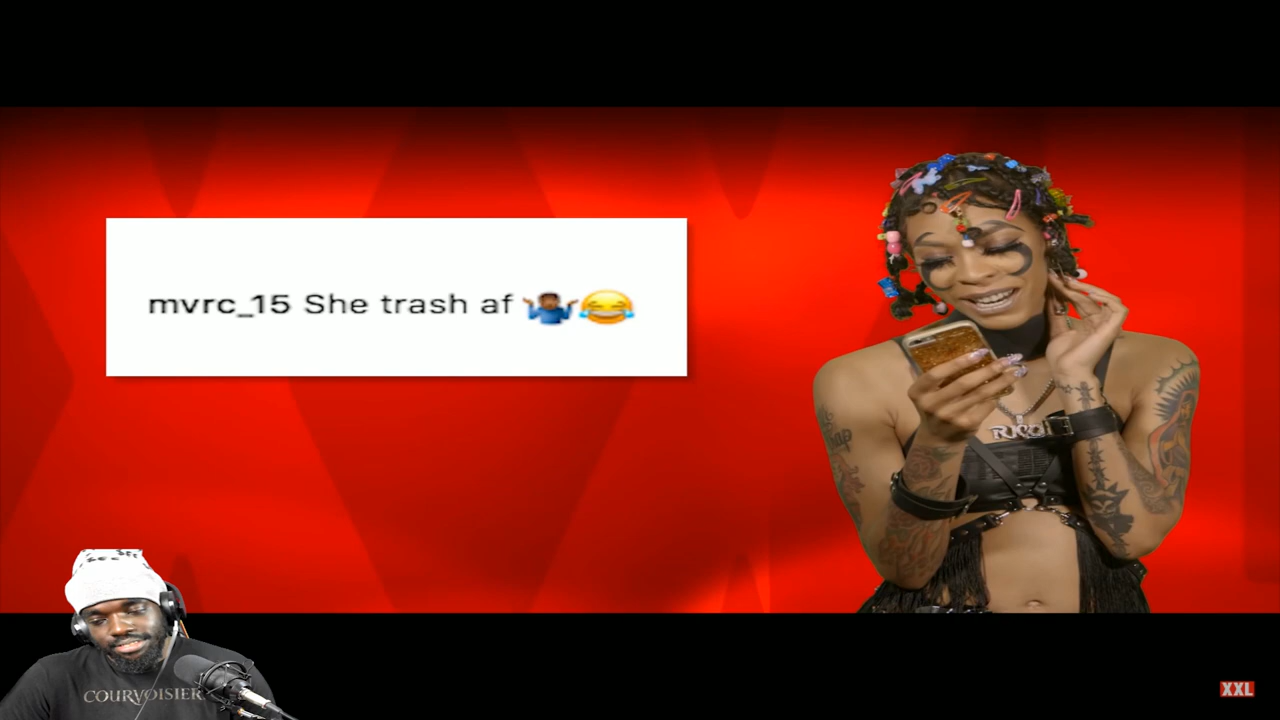 mvrc_15 She trash af 🤷🏾‍♂️😂
RICO
COURVOISIER
XXL